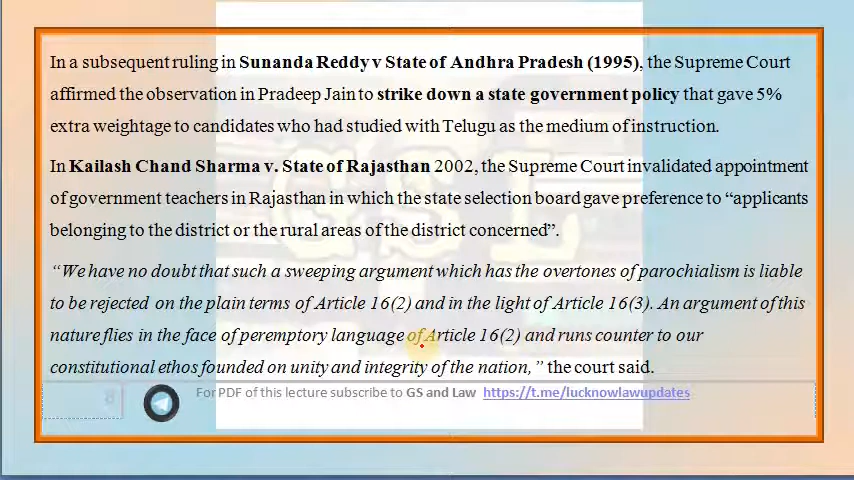 In a subsequent ruling in Sunanda Reddy v State of Andhra Pradesh (1995), the Supreme Court
affirmed the observation in Pradeep Jain to strike down a state government policy that gave 5%
extra weightage to candidates who had studied with Telugu as the medium of instruction.
In Kailash Chand Sharma v. State of Rajasthan 2002, the Supreme Court invalidated appointment
of government teachers in Rajasthan in which the state selection board gave preference to “applicants
belonging to the district or the rural areas of the district concerned”.
“We have no doubt that such a sweeping argument which has the overtones of parochialism is liable
to be rejected on the plain terms of Article 16(2) and in the light of Article 16(3). An argument of this
nature flies in the face of peremptory language of Article 16(2) and runs counter to our
constitutional ethos founded on unity and integrity of the nation,” the court said.
8
For PDF of this lecture subscribe to GS and Law https://t.me/lucknowlawupdates
GSL